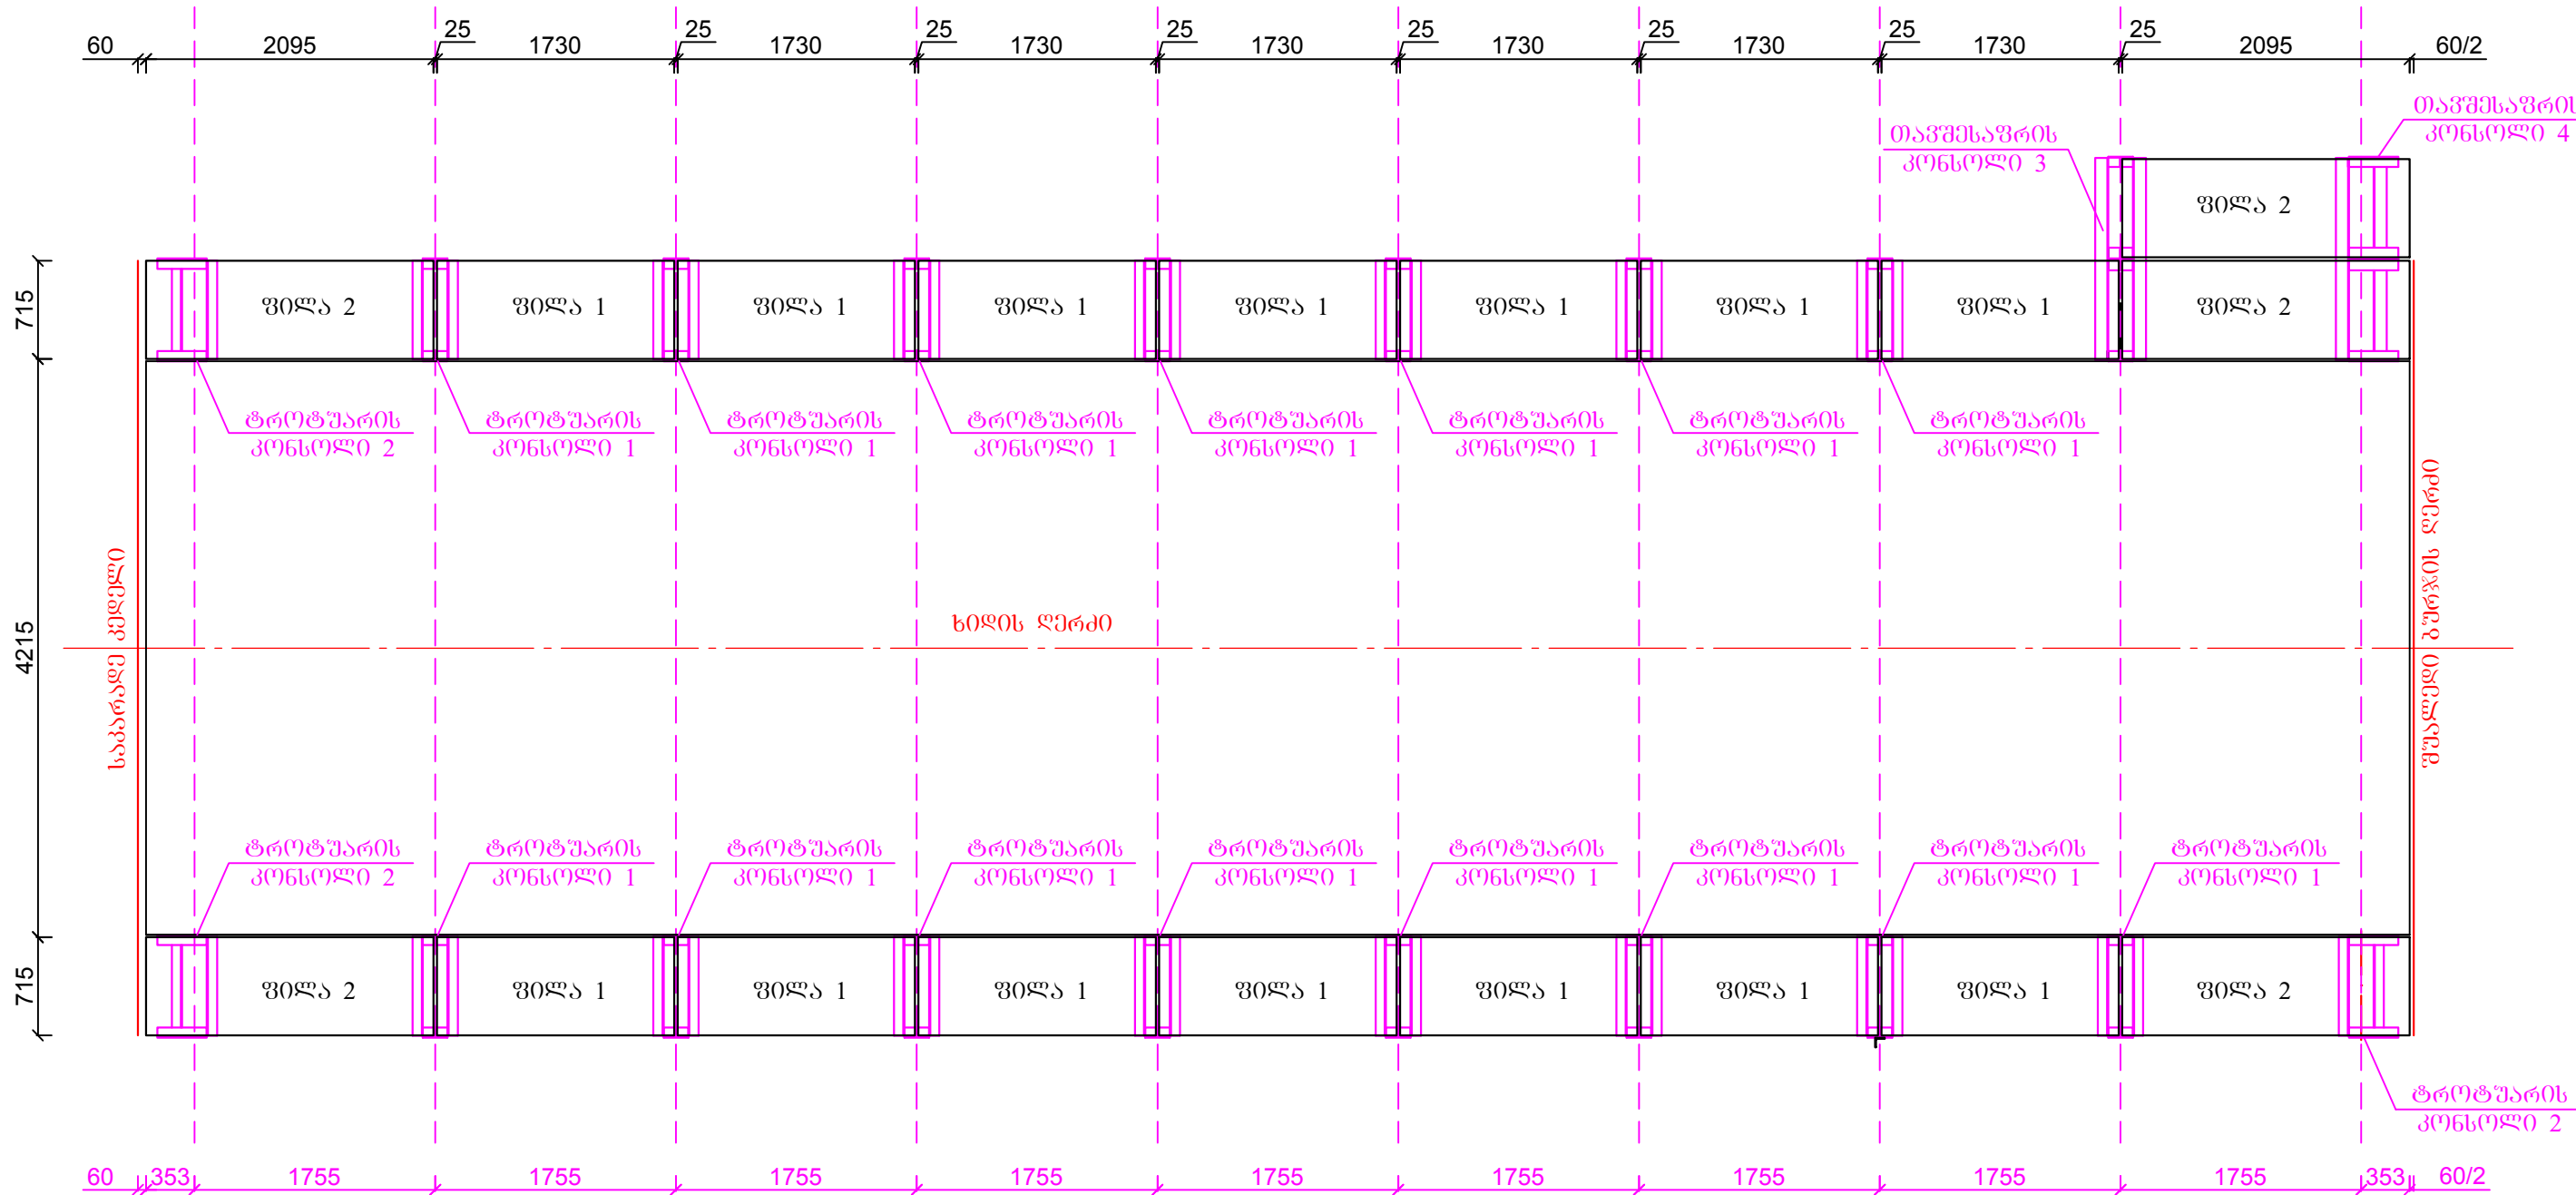 60 2095 25 1730 25 1730 25 1730 25 1730 25 1730 25 1730 25 1730 25 2095 60/2
თავშესაფრის
კონსოლი 4
თავშესაფრის
კონსოლი 3
ფილა 2
715
ფილა 2 ფილა 1 ფილა 1 ფილა 1 ფილა 1 ფილა 1 ფილა 1 ფილა 1 ფილა 2
ტროტუარის ტროტუარის ტროტუარის ტროტუარის ტროტუარის ტროტუარის ტროტუარის ტროტუარის
კონსოლი 2 კონსოლი 1 კონსოლი 1 კონსოლი 1 კონსოლი 1 კონსოლი 1 კონსოლი 1 კონსოლი 1
4215
საკარადე კედელი
ხიდის ღერძი
შუალედი ბურჯის ღერძი
ტროტუარის ტროტუარის ტროტუარის ტროტუარის ტროტუარის ტროტუარის ტროტუარის ტროტუარის ტროტუარის
კონსოლი 2 კონსოლი 1 კონსოლი 1 კონსოლი 1 კონსოლი 1 კონსოლი 1 კონსოლი 1 კონსოლი 1 კონსოლი 1
715
ფილა 2 ფილა 1 ფილა 1 ფილა 1 ფილა 1 ფილა 1 ფილა 1 ფილა 1 ფილა 2
ტროტუარის
კონსოლი 2
60 353 1755 1755 1755 1755 1755 1755 1755 1755 1755 353 60/2